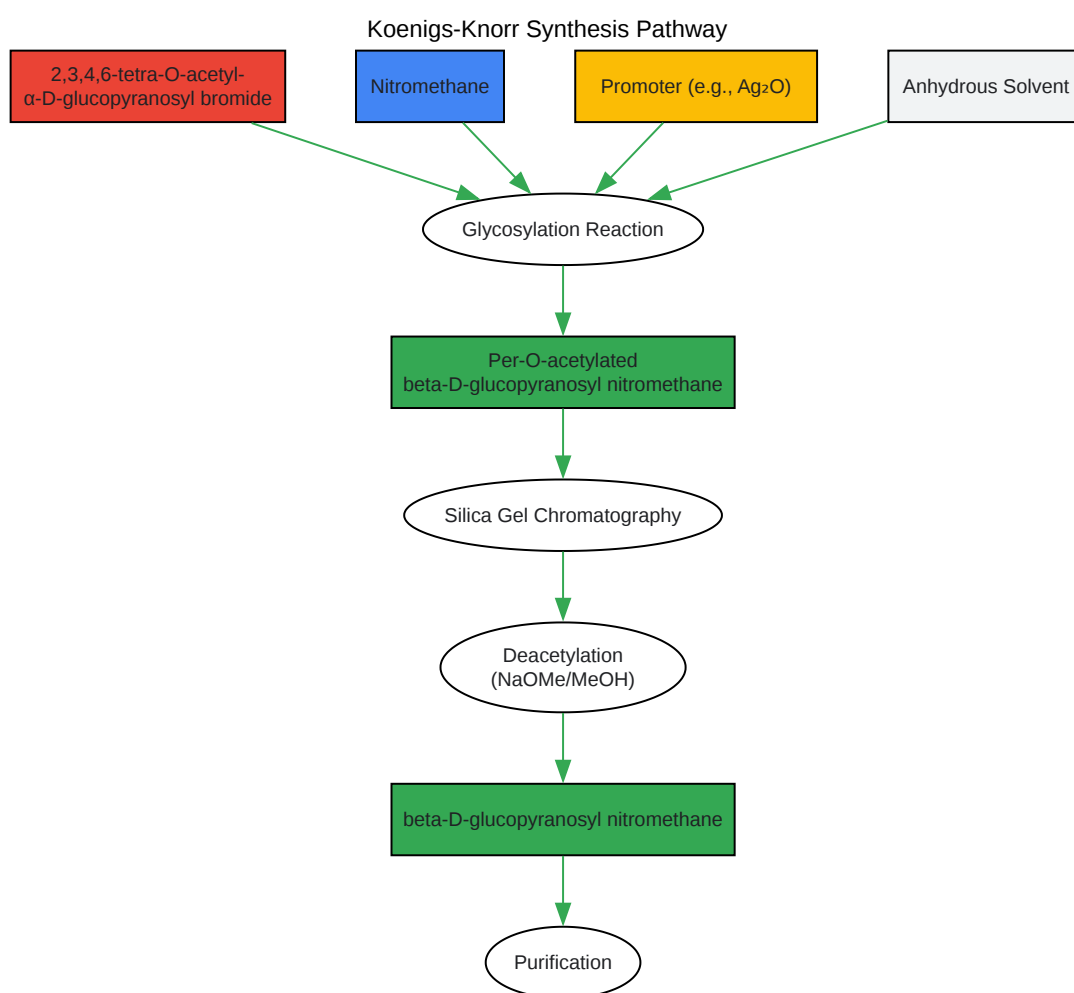 Koenigs-Knorr Synthesis Pathway
2,3,4,6-tetra-O-acetyl-
α-D-glucopyranosyl bromide
Nitromethane
Promoter (e.g., Ag₂O)
Anhydrous Solvent
Glycosylation Reaction
Per-O-acetylated
beta-D-glucopyranosyl nitromethane
Silica Gel Chromatography
Deacetylation
(NaOMe/MeOH)
beta-D-glucopyranosyl nitromethane
Purification